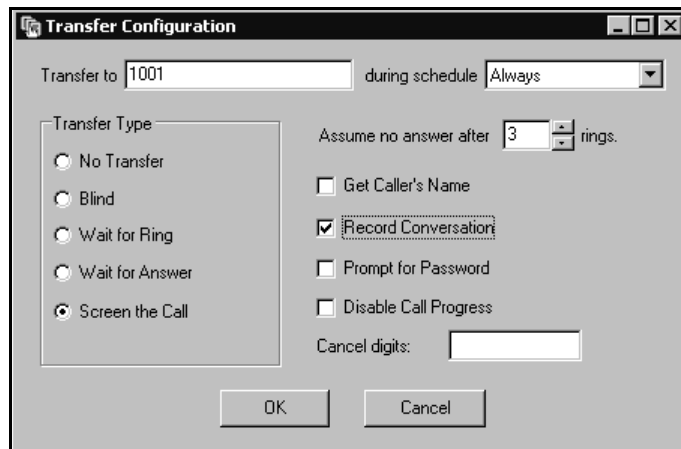 Transfer Configuration
Transfer to 1001 during schedule Always
Transfer Type
No Transfer
Blind
Wait for Ring
Wait for Answer
Screen the Call
Assume no answer after 3 rings.
Get Caller's Name
Record Conversation
Prompt for Password
Disable Call Progress
Cancel digits:
OK Cancel